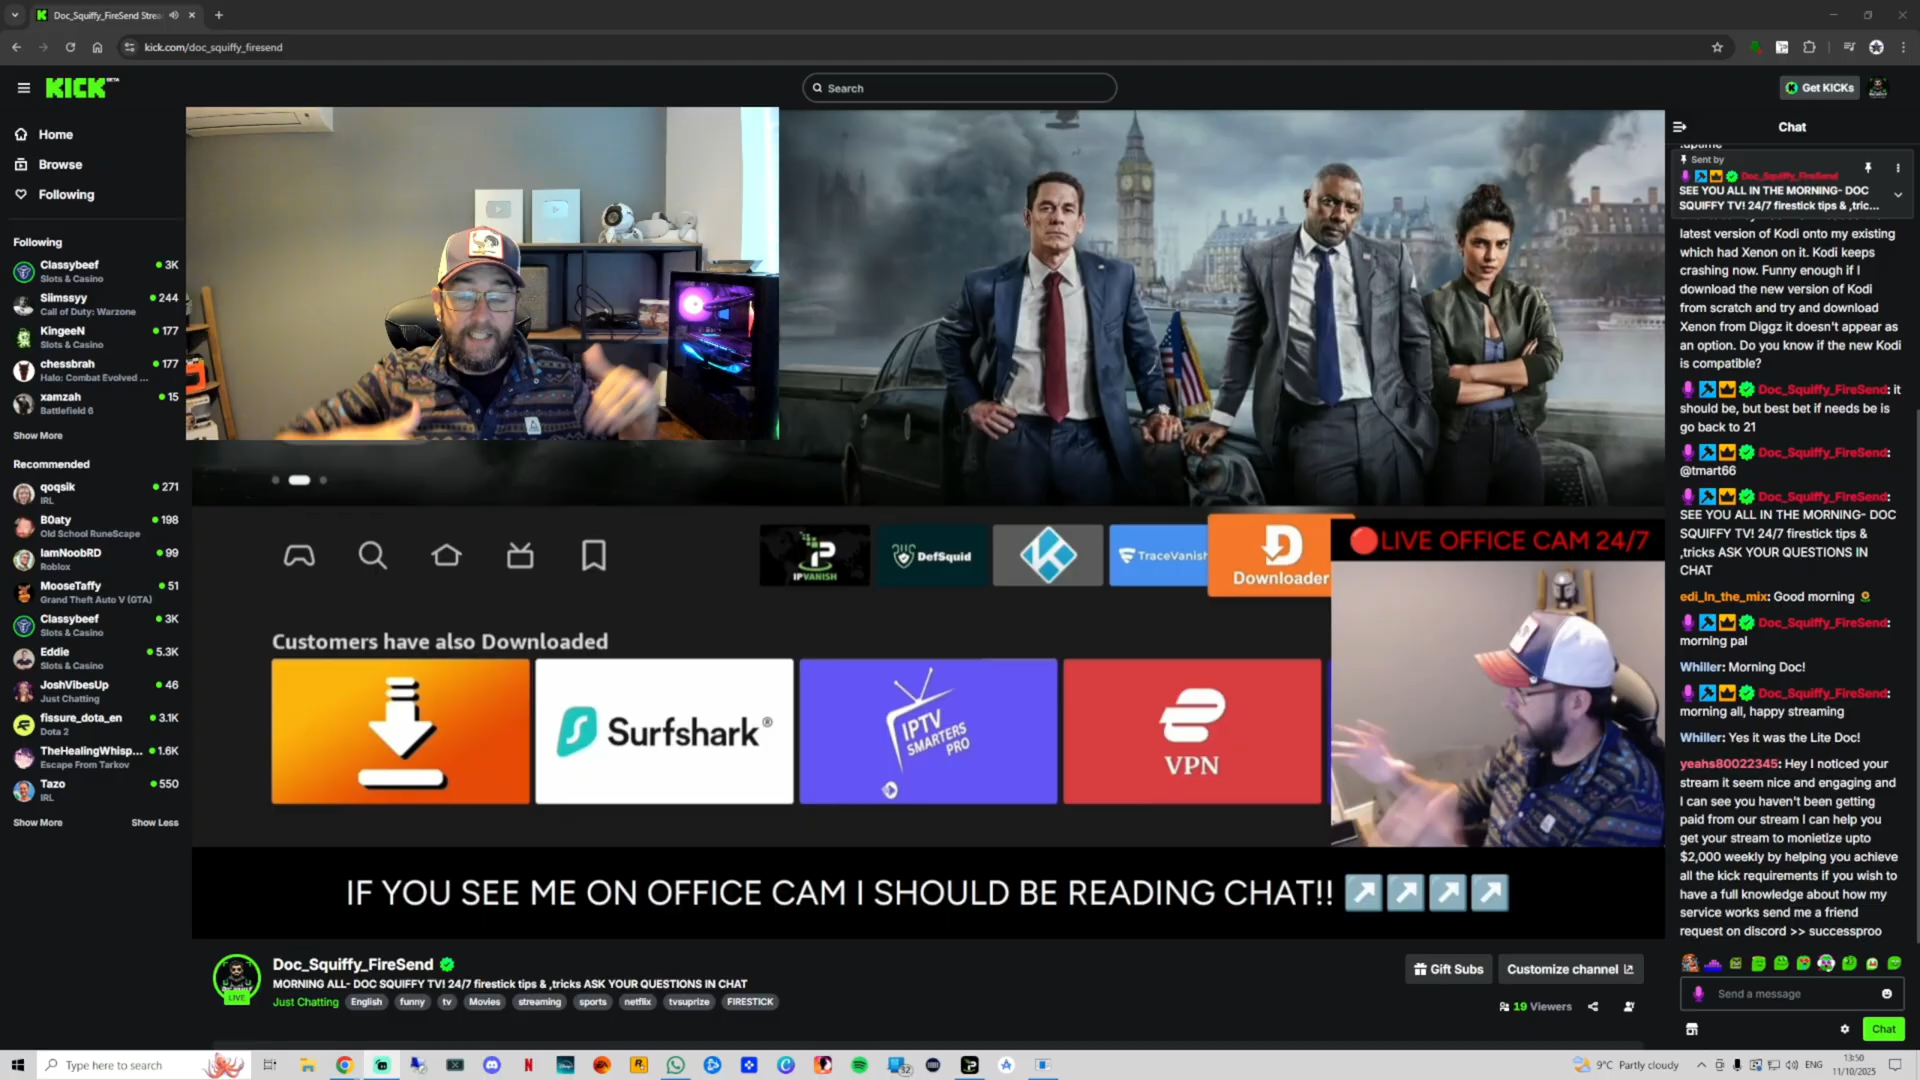 Doc_Squiffy_FireSend Strea
kick.com/doc_squiffy_firesend
KICK BETA
Search
Get KICKs
Home
Browse
Following
Following
Classybeef
3K
Slots & Casino
Slimssyy
244
Call of Duty: Warzone
KingeeN
177
Slots & Casino
chessbrah
177
Halo: Combat Evolved ...
xamzah
15
Battlefield 6
Show More
Recommended
qoqsik
271
IRL
B0aty
198
Old School RuneScape
IamNoobRD
99
Roblox
MooseTaffy
51
Grand Theft Auto V (GTA)
Classybeef
3K
Slots & Casino
Eddie
5.3K
Slots & Casino
JoshVibesUp
46
Just Chatting
fissure_dota_en
3.1K
Dota 2
TheHealingWhisp...
1.6K
Escape From Tarkov
Tazo
550
IRL
Show More
Show Less
IPVANISH
DefSquid
TraceVanish
Downloader
LIVE OFFICE CAM 24/7
Customers have also Downloaded
Surfshark®
IPTV
SMARTERS
PRO
VPN
IF YOU SEE ME ON OFFICE CAM I SHOULD BE READING CHAT!!
LIVE
Doc_Squiffy_FireSend
MORNING ALL- DOC SQUIFFY TV! 24/7 firestick tips & ,tricks ASK YOUR QUESTIONS IN CHAT
Just Chatting
English
funny
tv
Movies
streaming
sports
netflix
tvsuprize
FIRESTICK
Gift Subs
Customize channel
19 Viewers
Chat
Sent by
Doc_Squiffy_FireSend
SEE YOU ALL IN THE MORNING- DOC
SQUIFFY TV! 24/7 firestick tips & ,tric...
latest version of Kodi onto my existing
which had Xenon on it. Kodi keeps
crashing now. Funny enough if I
download the new version of Kodi
from scratch and try and download
Xenon from Diggz it doesn't appear as
an option. Do you know if the new Kodi
is compatible?
Doc_Squiffy_FireSend: it
should be, but best bet if needs be is
go back to 21
Doc_Squiffy_FireSend:
@tmart66
Doc_Squiffy_FireSend:
SEE YOU ALL IN THE MORNING- DOC
SQUIFFY TV! 24/7 firestick tips &
,tricks ASK YOUR QUESTIONS IN
CHAT
edi_In_the_mix: Good morning
Doc_Squiffy_FireSend:
morning pal
Whiller: Morning Doc!
Doc_Squiffy_FireSend:
morning all, happy streaming
Whiller: Yes it was the Lite Doc!
yeahs80022345: Hey I noticed your
stream it seem nice and engaging and
I can see you haven't been getting
paid from our stream I can help you
get your stream to monietize upto
$2,000 weekly by helping you achieve
all the kick requirements if you wish to
have a full knowledge about how my
service works send me a friend
request on discord >> successproo
Send a message
Chat
Type here to search
32
9°C Partly cloudy
ENG
13:50
11/10/2025